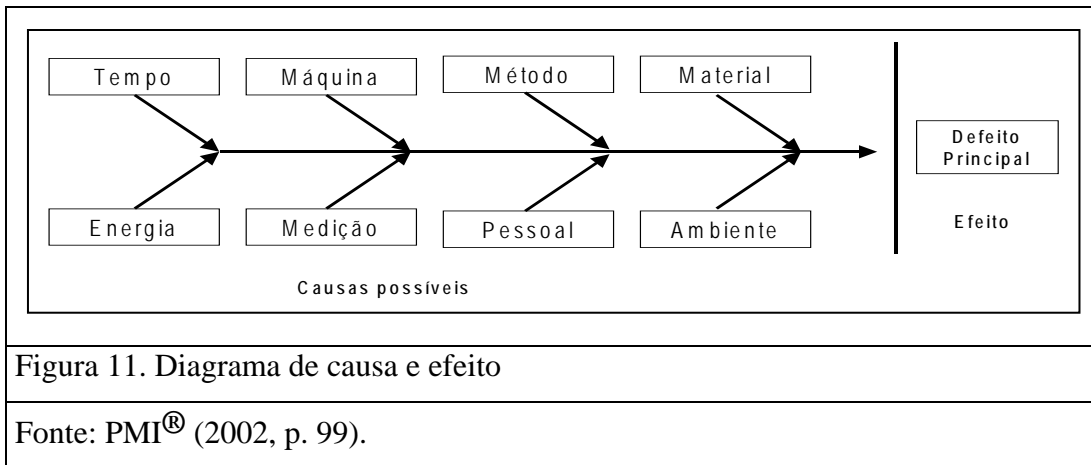 Tempo
Máquina
Método
Material
Defeito
Principal
Energia
Medição
Pessoal
Ambiente
Efeito
Causas possíveis
Figura 11. Diagrama de causa e efeito
Fonte: PMI® (2002, p. 99).